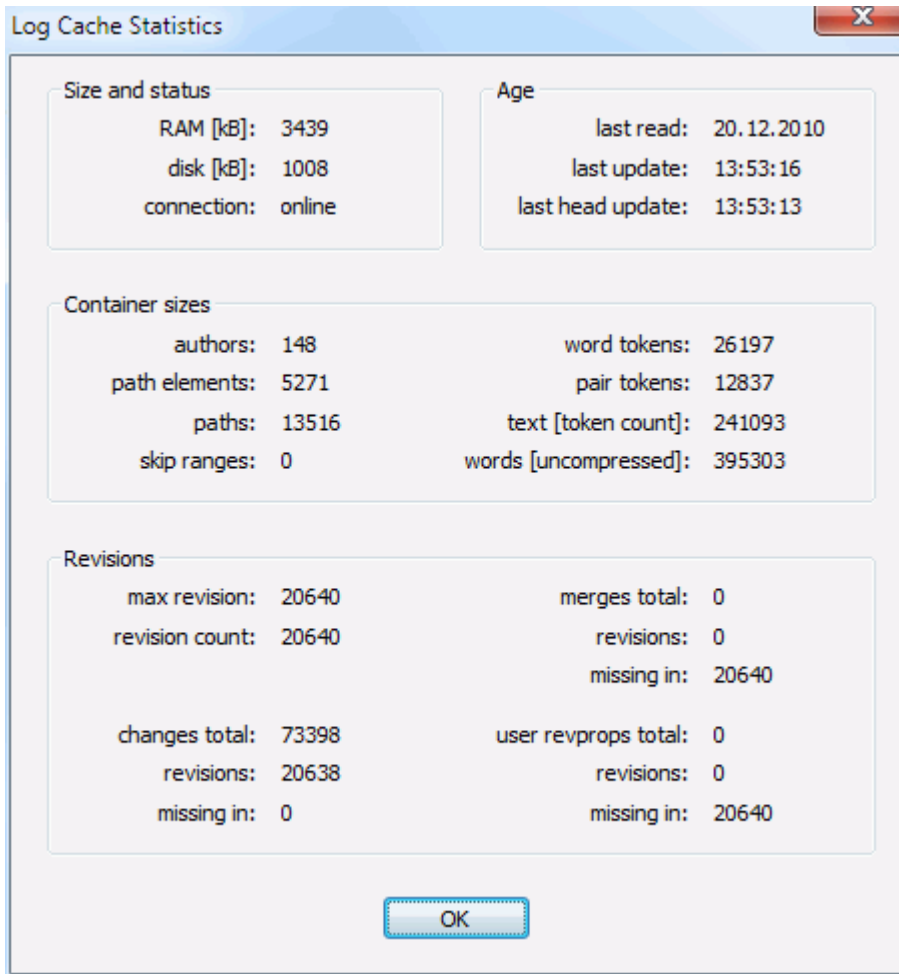 Log Cache Statistics
Size and status
RAM [kB]: 3439
disk [kB]: 1008
connection: online
Age
last read: 20.12.2010
last update: 13:53:16
last head update: 13:53:13
Container sizes
authors: 148
path elements: 5271
paths: 13516
skip ranges: 0
word tokens: 26197
pair tokens: 12837
text [token count]: 241093
words [uncompressed]: 395303
Revisions
max revision: 20640
revision count: 20640
merges total: 0
revisions: 0
missing in: 20640
changes total: 73398
revisions: 20638
missing in: 0
user revprops total: 0
revisions: 0
missing in: 20640
OK